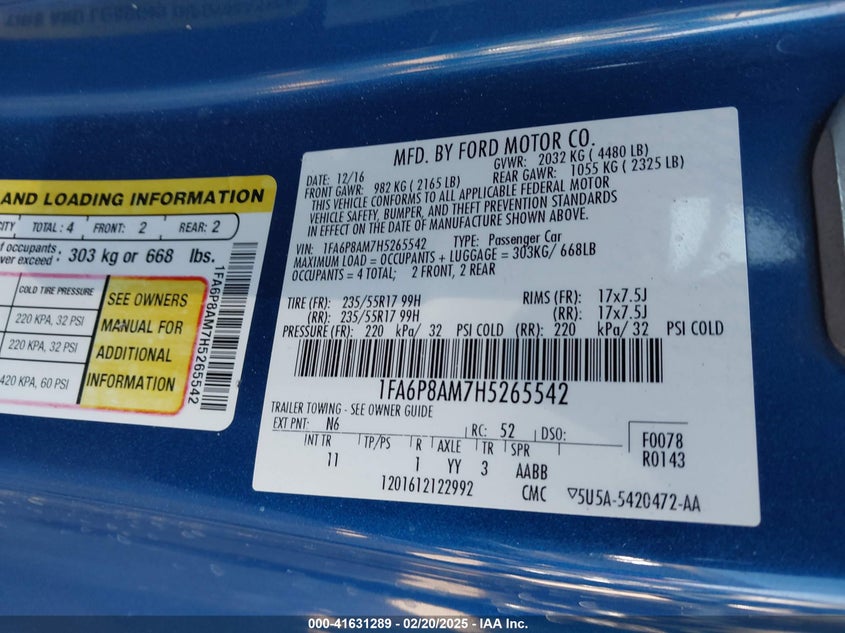 AND LOADING INFORMATION
CITY TOTAL : 4 FRONT: 2 REAR: 2
of occupants:
ver exceed: 303 kg or 668 lbs.
COLD TIRE PRESSURE
220 KPA, 32 PSI
220 KPA, 32 PSI
420 KPA, 60 PSI
SEE OWNERS
MANUAL FOR
ADDITIONAL
INFORMATION
1FA6P8AM7H5265542
MFD. BY FORD MOTOR CO.
DATE: 12/16 GVWR: 2032 KG ( 4480 LB)
FRONT GAWR: 982 KG ( 2165 LB) REAR GAWR: 1055 KG ( 2325 LB)
THIS VEHICLE CONFORMS TO ALL APPLICABLE FEDERAL MOTOR
VEHICLE SAFETY, BUMPER, AND THEFT PREVENTION STANDARDS
IN EFFECT ON THE DATE OF MANUFACTURE SHOWN ABOVE.
VIN: 1FA6P8AM7H5265542 TYPE: Passenger Car
MAXIMUM LOAD = OCCUPANTS + LUGGAGE = 303KG/ 668LB
OCCUPANTS = 4 TOTAL; 2 FRONT, 2 REAR
TIRE (FR): 235/55R17 99H RIMS (FR): 17x7.5J
(RR): 235/55R17 99H (RR): 17x7.5J
PRESSURE (FR): 220 kPa/ 32 PSI COLD (RR): 220 kPa/ 32 PSI COLD
1FA6P8AM7H5265542
TRAILER TOWING - SEE OWNER GUIDE
EXT PNT: N6 RC: 52 DSO: F0078
INT TR TP/PS R AXLE TR SPR R0143
11 1 YY 3 AABB
1201612122992 CMC 5U5A-5420472-AA
000-41631289 - 02/20/2025 - IAA Inc.